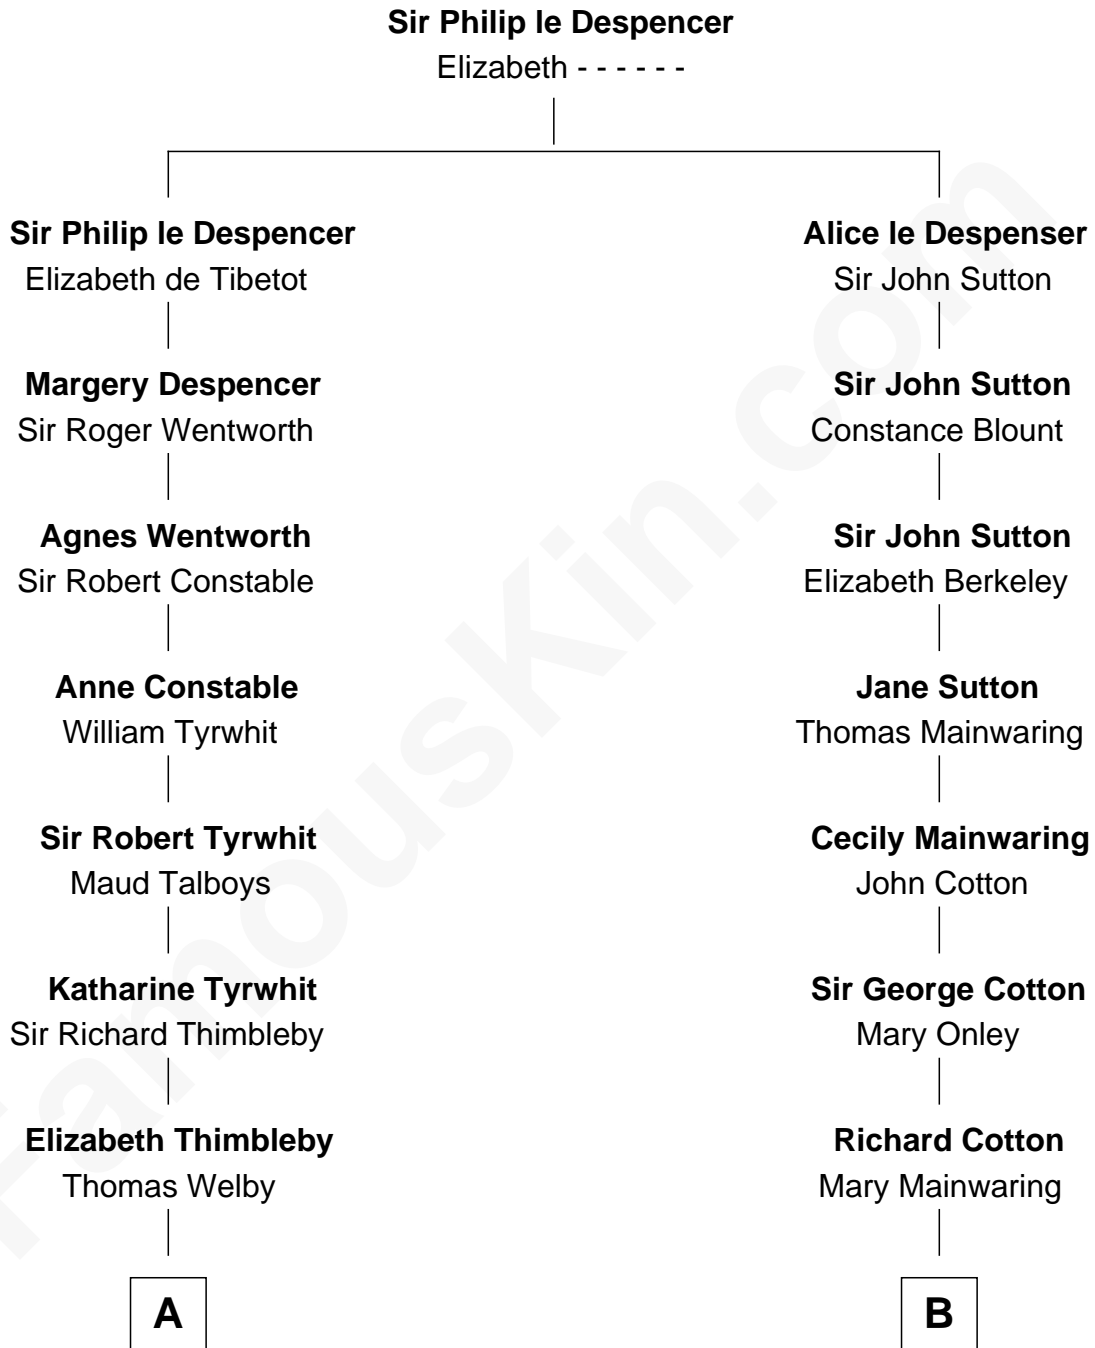 Sir Philip le Despencer
Elizabeth - - - - - -
Sir Philip le Despencer
Elizabeth de Tibetot
Alice le Despenser
Sir John Sutton
Margery Despencer
Sir Roger Wentworth
Sir John Sutton
Constance Blount
Agnes Wentworth
Sir Robert Constable
Sir John Sutton
Elizabeth Berkeley
Anne Constable
William Tyrwhit
Jane Sutton
Thomas Mainwaring
Sir Robert Tyrwhit
Maud Talboys
Cecily Mainwaring
John Cotton
Katharine Tyrwhit
Sir Richard Thimbleby
Sir George Cotton
Mary Onley
Elizabeth Thimbleby
Thomas Welby
Richard Cotton
Mary Mainwaring
A
B
FamousKin.com